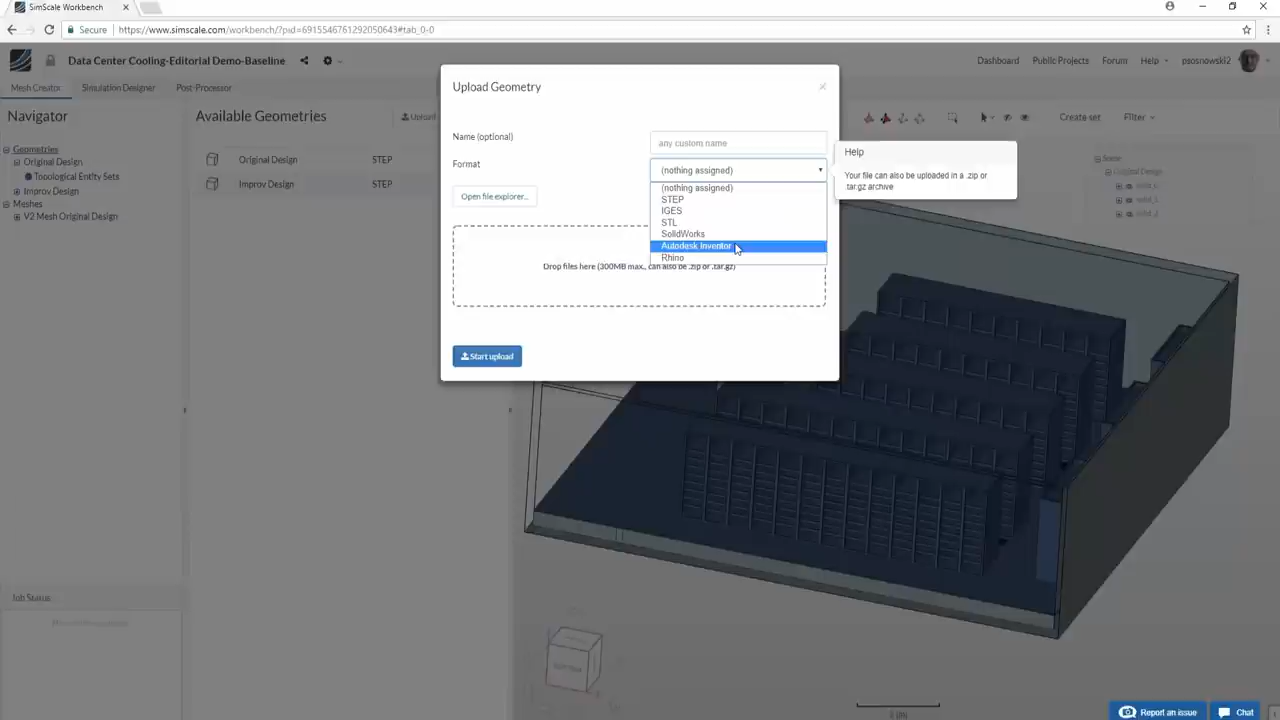 SimScale Workbench
Secure
https://www.simscale.com/workbench/?pid=6915546761292050643#tab_0-0
Data Center Cooling-Editorial Demo-Baseline
Dashboard
Public Projects
Forum
Help
psosnowski2
Mesh Creator
Simulation Designer
Post-Processor
Navigator
Geometries
Original Design
Topological Entity Sets
Improv Design
Meshes
V2 Mesh Original Design
Available Geometries
Upload
Original Design STEP
Improv Design STEP
Create set
Filter
Scene
Original Design
Upload Geometry
Name (optional)
any custom name
Format
(nothing assigned)
(nothing assigned)
STEP
IGES
STL
SolidWorks
Autodesk Inventor
Rhino
Open file explorer...
Drop files here (300MB max., can also be .zip or .tar.gz)
Start upload
Help
Your file can also be uploaded in a .zip or
.tar.gz archive
Job Status
Report an issue
Chat